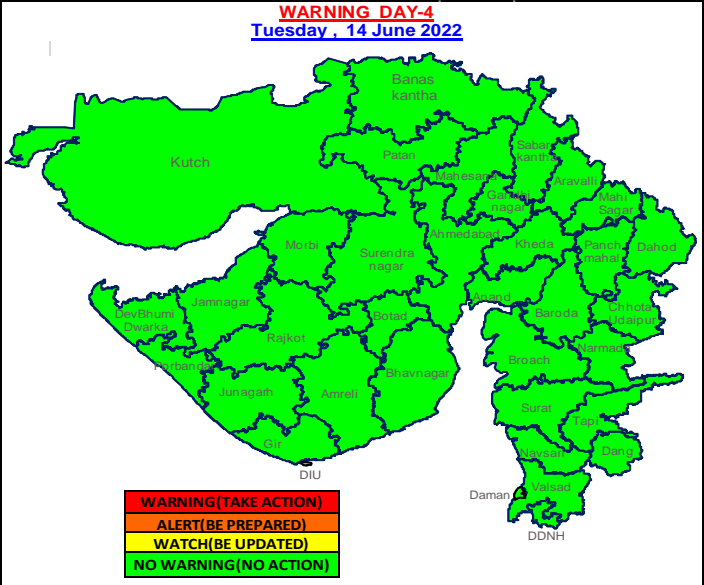 WARNING DAY-4
Tuesday , 14 June 2022
Banas
kantha
Kutch
Patan
Sabar
kantha
Mahesana
Aravalli
Gandhi
nagar
Mahi
Sagar
Ahmedabad
Morbi
Surendra
nagar
Kheda
Panch
mahal
Dahod
Jamnagar
Anand
DevBhumi
Dwarka
Botad
Baroda
Chhota
Udaipur
Rajkot
Narmada
Porbandar
Broach
Bhavnagar
Junagarh
Amreli
Surat
Tapi
Gir
Navsari
Dang
DIU
Valsad
Daman
DDNH
WARNING(TAKE ACTION)
ALERT(BE PREPARED)
WATCH(BE UPDATED)
NO WARNING(NO ACTION)